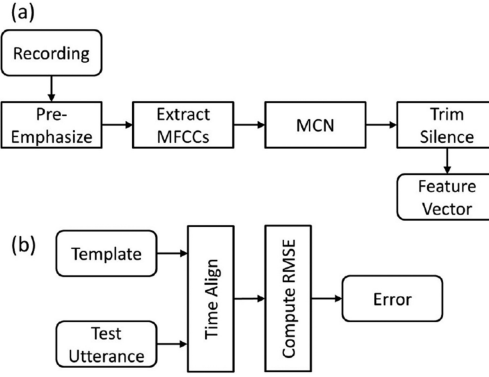 (a)
Recording
Pre-
Emphasize
Extract
MFCCs
MCN
Trim
Silence
Feature
Vector
(b)
Template
Test
Utterance
Time Align
Compute RMSE
Error